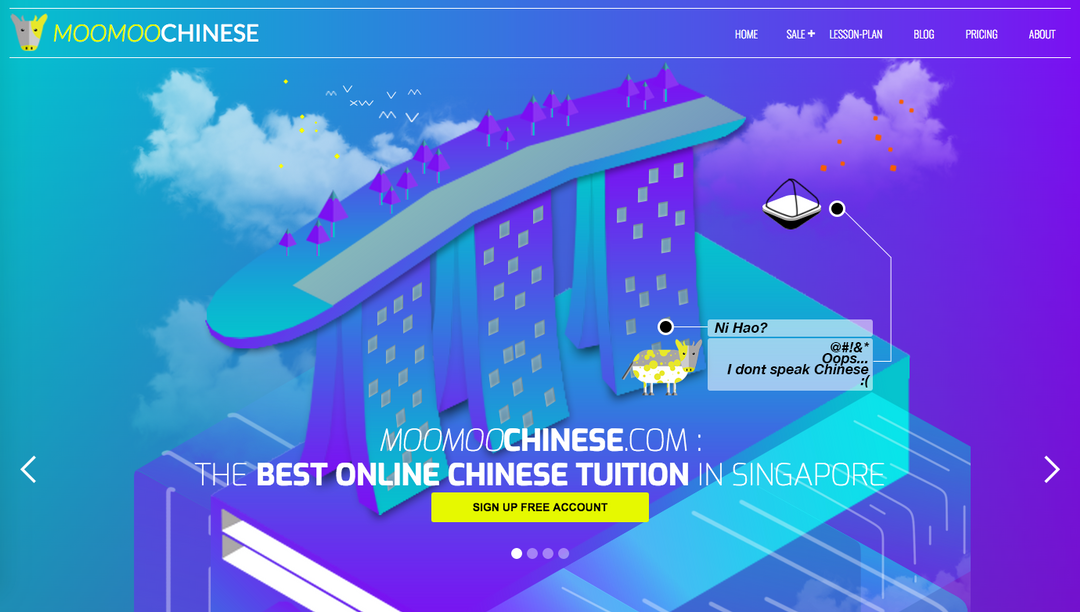 MOOMOOCHINESE
HOME SALE + LESSON-PLAN BLOG PRICING ABOUT
Ni Hao?
@#!&*
Oops...
I dont speak Chinese
:(
MOOMOOCHINESE.COM :
THE BEST ONLINE CHINESE TUITION IN SINGAPORE
SIGN UP FREE ACCOUNT